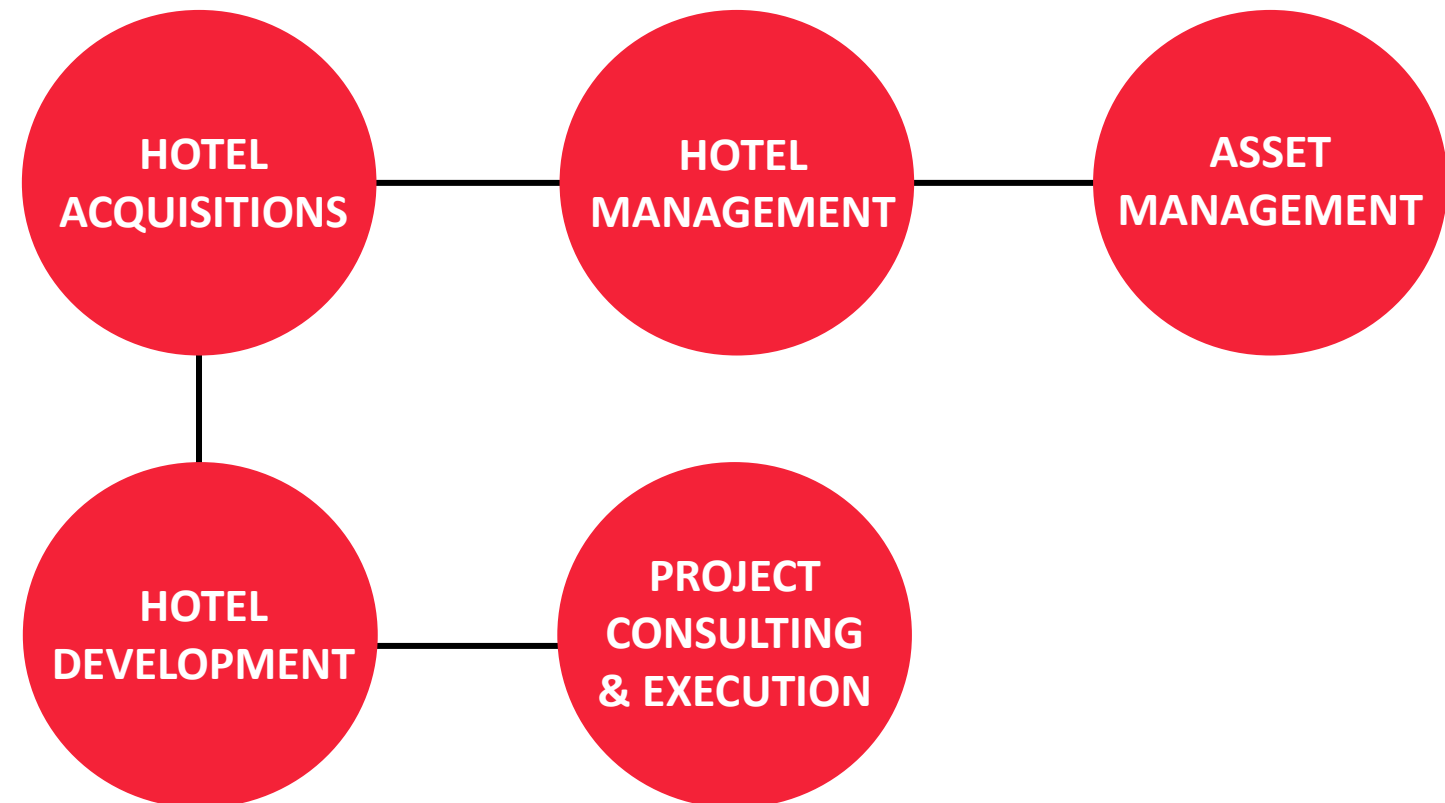 HOTEL
ACQUISITIONS
HOTEL
MANAGEMENT
ASSET
MANAGEMENT
HOTEL
DEVELOPMENT
PROJECT
CONSULTING
& EXECUTION